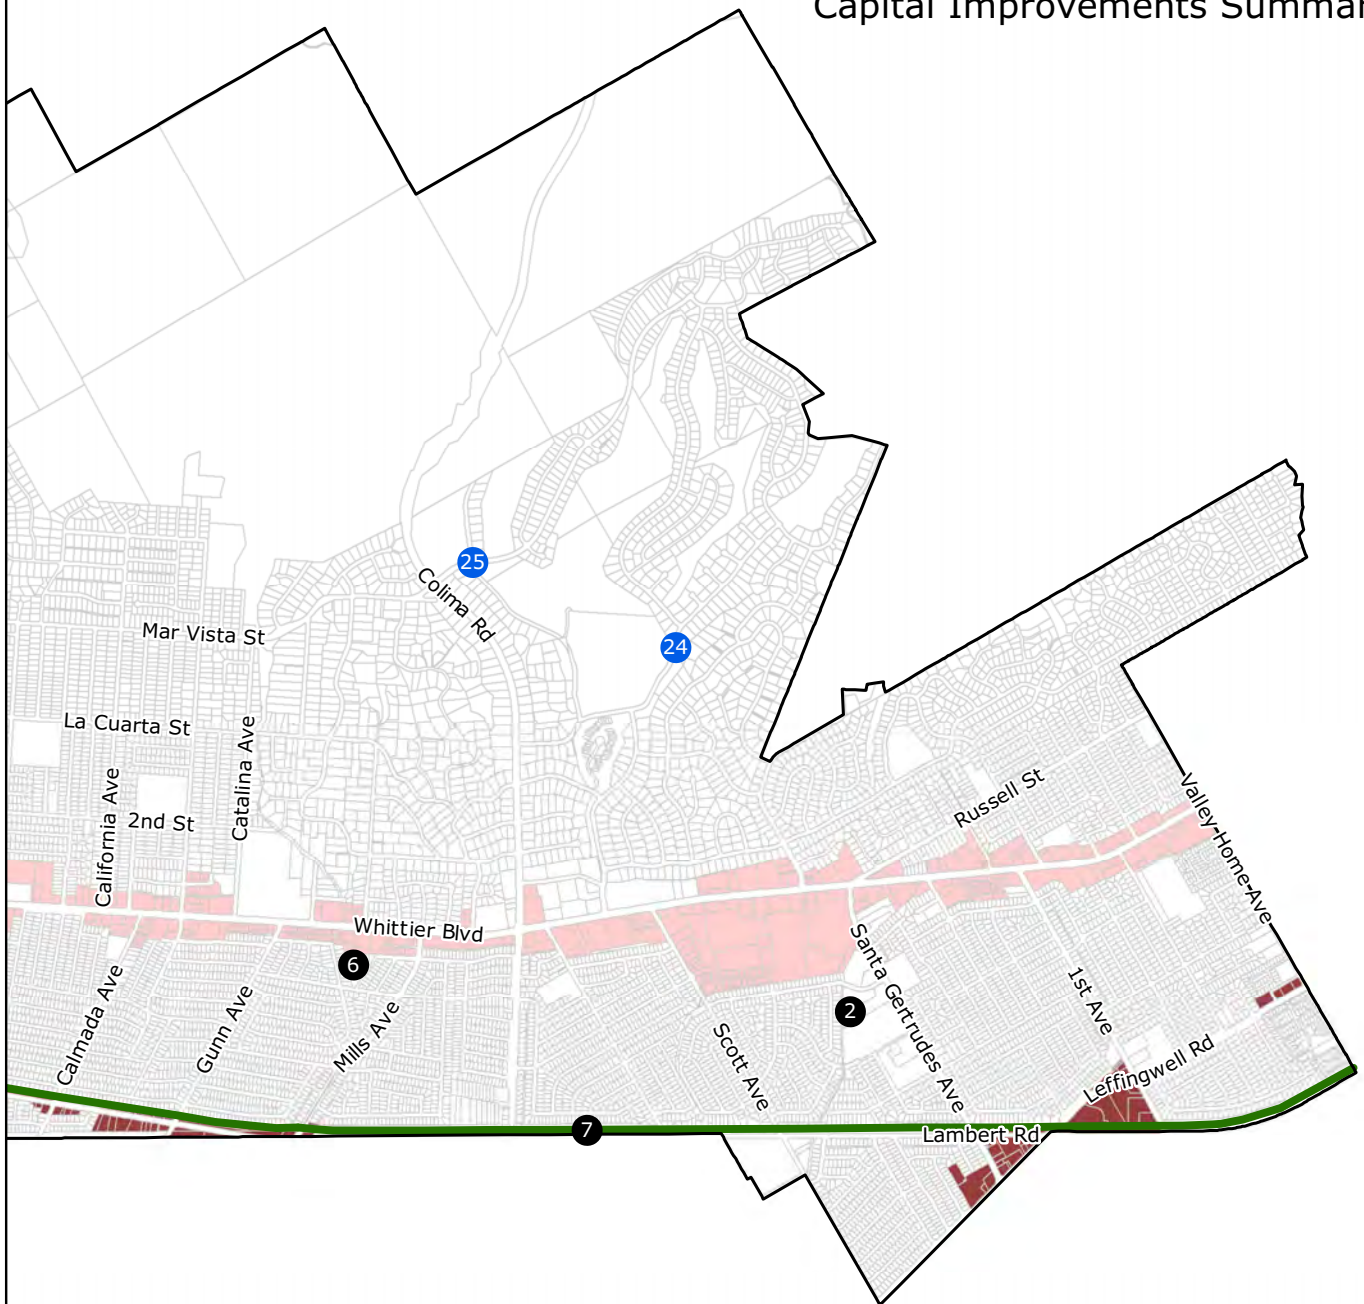 Capital Improvements
25
Colima Rd
Mar Vista St
24
La Cuarta St
Catalina Ave
California Ave
2nd St
Russell St
Valley Home Ave
Whittier Blvd
6
Santa Gertrudes Ave
1st Ave
Calmada Ave
Gunn Ave
Mills Ave
2
Scott Ave
Leffingwell Rd
7
Lambert Rd